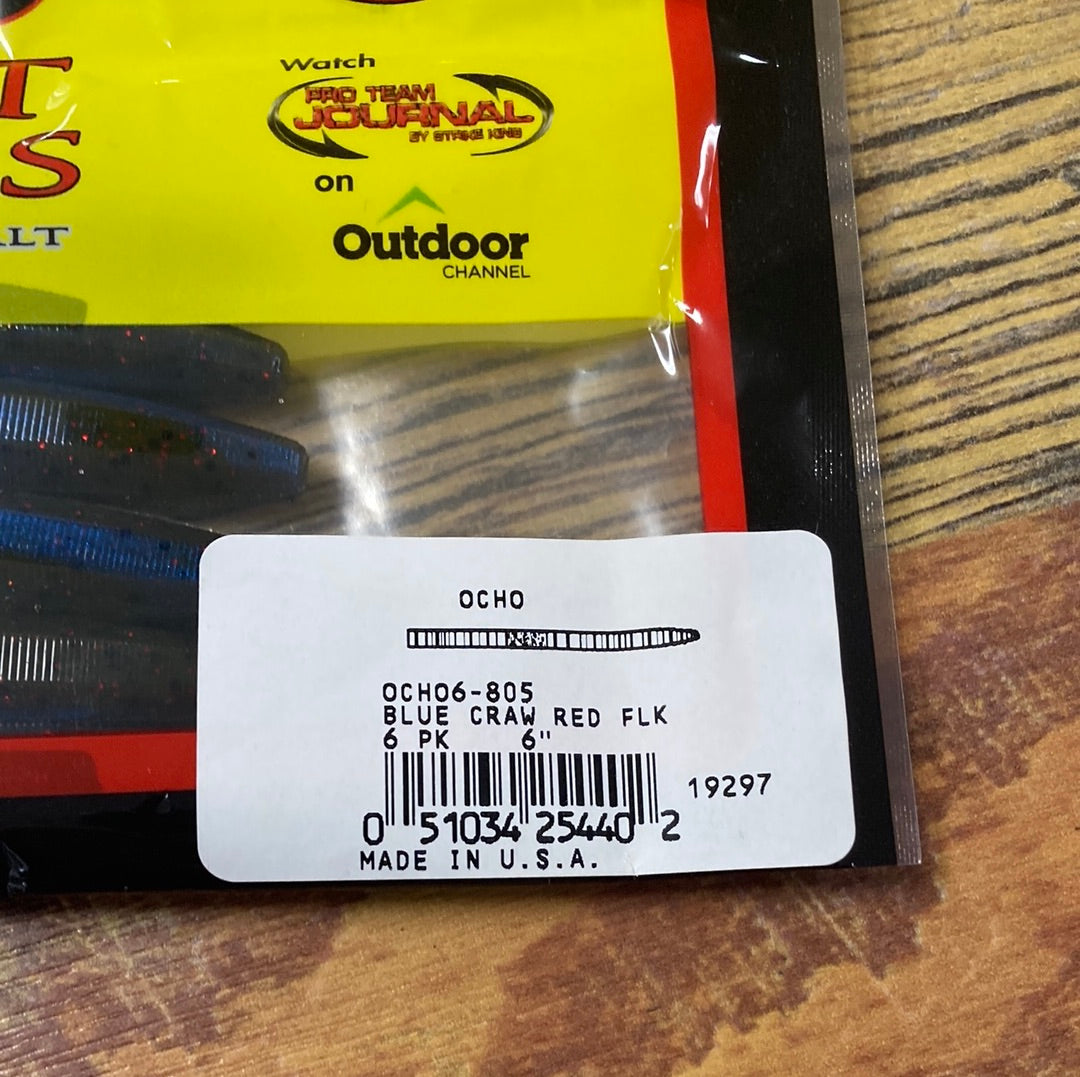 T
Watch
PRO TEAM
JOURNAL
BY STRIKE KING
S
on
ALT
Outdoor
CHANNEL
OCHO
OCHO6-805
BLUE CRAW RED FLK
6 PK 6"
19297
0 51034 25440 2
MADE IN U.S.A.